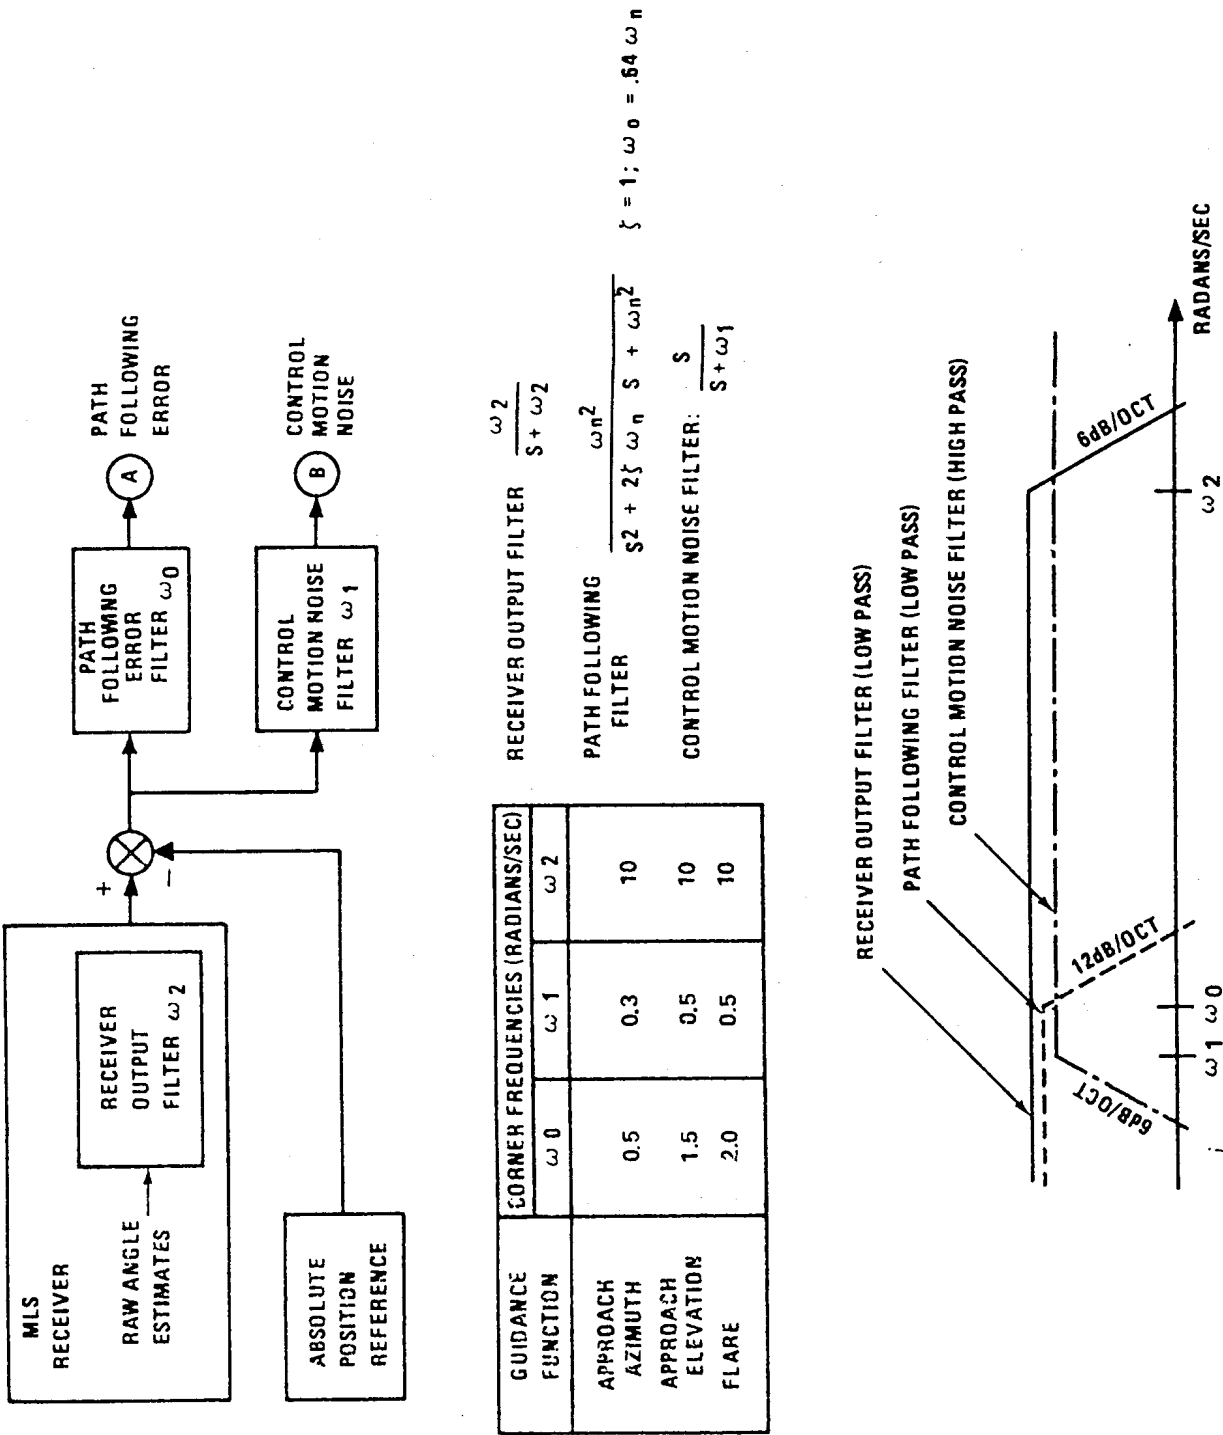 MLS
RECEIVER
RAW ANGLE
ESTIMATES
RECEIVER
OUTPUT
FILTER ω2
ABSOLUTE
POSITION
REFERENCE
+
−
PATH
FOLLOWING
ERROR
FILTER ω0
CONTROL
MOTION NOISE
FILTER ω1
A
PATH
FOLLOWING
ERROR
B
CONTROL
MOTION
NOISE
GUIDANCE
FUNCTION
CORNER FREQUENCIES (RADIANS/SEC)
ω0 ω1 ω2
APPROACH
AZIMUTH 0.5 0.3 10
APPROACH
ELEVATION 1.5 0.5 10
FLARE 2.0 0.5 10
RECEIVER OUTPUT FILTER ω2 / S + ω2
PATH FOLLOWING
FILTER
ωn2 / S2 + 2ζ ωn S + ωn2 ζ = 1; ω0 = .64 ωn
CONTROL MOTION NOISE FILTER: S / S + ω1
RECEIVER OUTPUT FILTER (LOW PASS)
PATH FOLLOWING FILTER (LOW PASS)
CONTROL MOTION NOISE FILTER (HIGH PASS)
6dB/OCT
12dB/OCT
6dB/OCT
ω1 ω0 ω2
RADANS/SEC